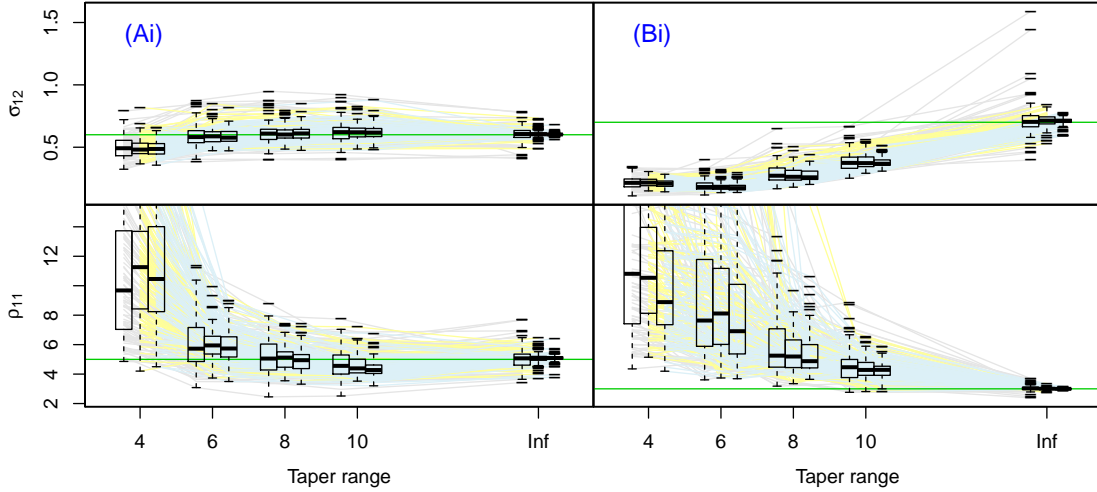 (Ai)
(Bi)
σ12
1.5
1.0
0.5
ρ11
12
8
6
4
2
4 6 8 10 Inf
4 6 8 10 Inf
Taper range
Taper range